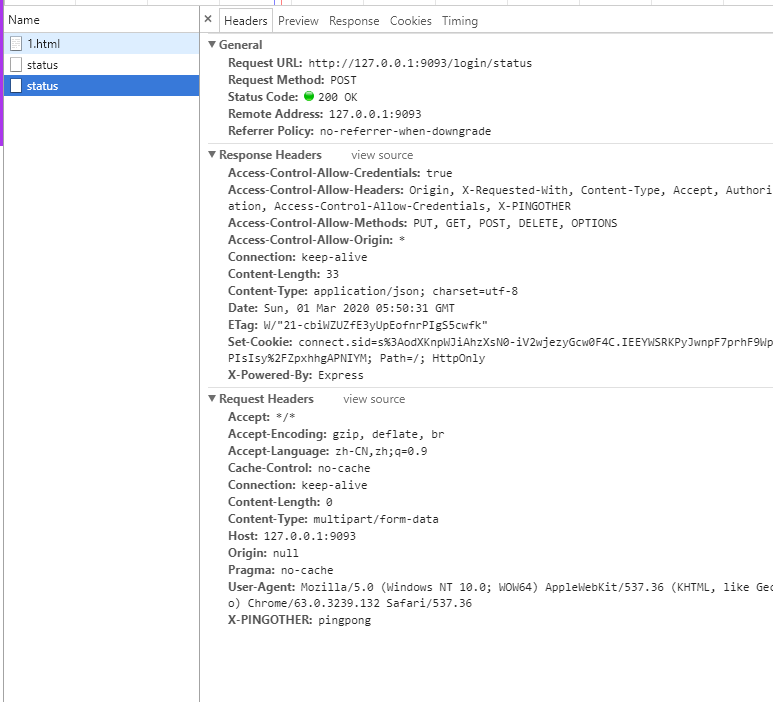 Name
1.html
status
status
× Headers Preview Response Cookies Timing
▼ General
Request URL: http://127.0.0.1:9093/login/status
Request Method: POST
Status Code: 200 OK
Remote Address: 127.0.0.1:9093
Referrer Policy: no-referrer-when-downgrade
▼ Response Headers view source
Access-Control-Allow-Credentials: true
Access-Control-Allow-Headers: Origin, X-Requested-With, Content-Type, Accept, Authori
ation, Access-Control-Allow-Credentials, X-PINGOTHER
Access-Control-Allow-Methods: PUT, GET, POST, DELETE, OPTIONS
Access-Control-Allow-Origin: *
Connection: keep-alive
Content-Length: 33
Content-Type: application/json; charset=utf-8
Date: Sun, 01 Mar 2020 05:50:31 GMT
ETag: W/"21-cbiWZUZfE3yUpEofnrPIgS5cwfk"
Set-Cookie: connect.sid=s%3AodXKnpWJiAhzXsN0-iV2wjezyGcw0F4C.IEEYWSRKPyJwnpF7prhF9Wp
PIsIsy%2FZpxhhgAPNIYM; Path=/; HttpOnly
X-Powered-By: Express
▼ Request Headers view source
Accept: */*
Accept-Encoding: gzip, deflate, br
Accept-Language: zh-CN,zh;q=0.9
Cache-Control: no-cache
Connection: keep-alive
Content-Length: 0
Content-Type: multipart/form-data
Host: 127.0.0.1:9093
Origin: null
Pragma: no-cache
User-Agent: Mozilla/5.0 (Windows NT 10.0; WOW64) AppleWebKit/537.36 (KHTML, like Gec
o) Chrome/63.0.3239.132 Safari/537.36
X-PINGOTHER: pingpong